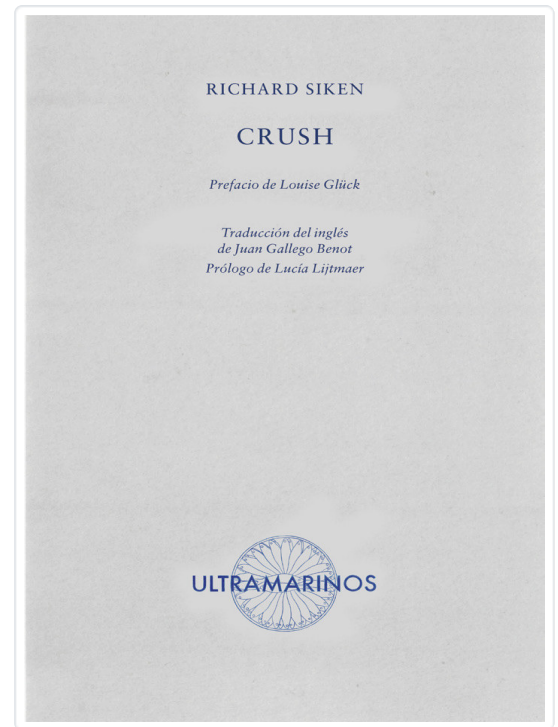 RICHARD SIKEN
CRUSH
Prefacio de Louise Glück
Traducción del inglés
de Juan Gallego Benot
Prólogo de Lucía Lijtmaer
ULTRAMARINOS